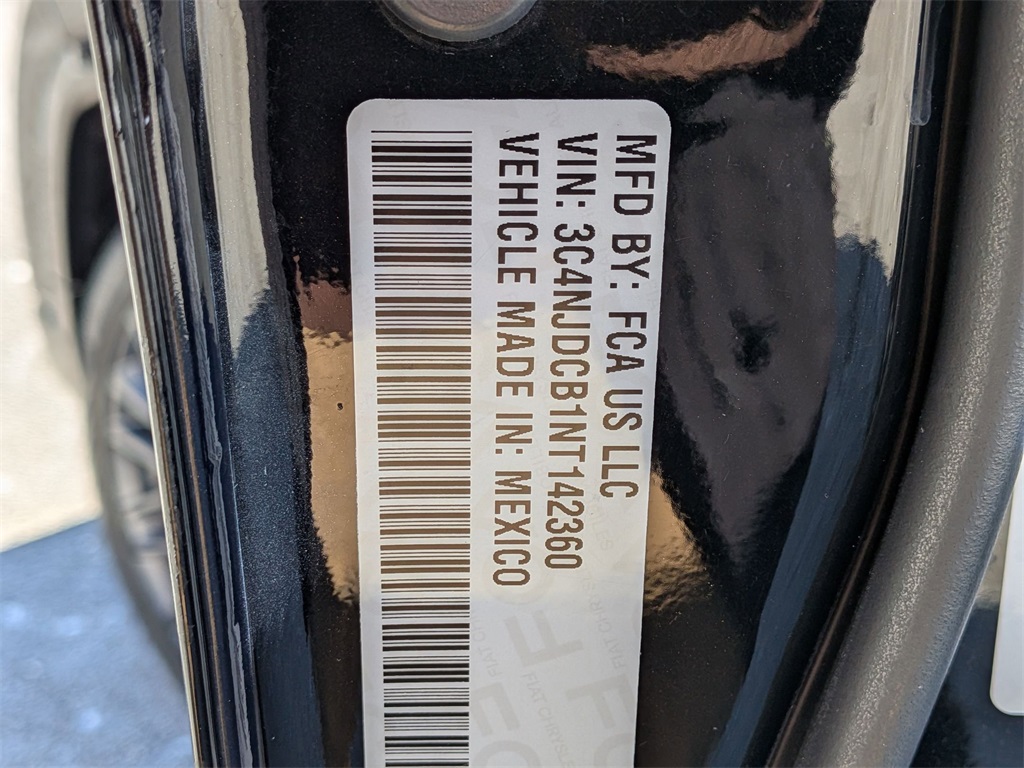 MFD BY: FCA US LLC
VIN: 3C4NJDCB1NT142360
VEHICLE MADE IN: MEXICO